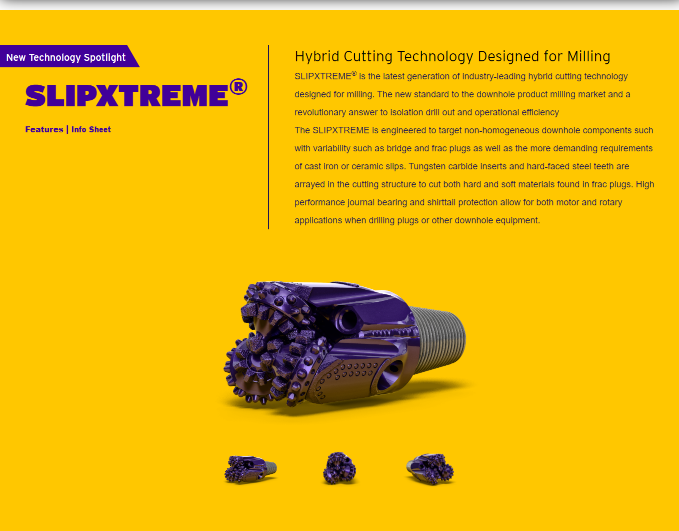 New Technology Spotlight
SLIPXTREME®
Features | Info Sheet
Hybrid Cutting Technology Designed for Milling
SLIPXTREME® is the latest generation of industry-leading hybrid cutting technology
designed for milling. The new standard to the downhole product milling market and a
revolutionary answer to isolation drill out and operational efficiency
The SLIPXTREME is engineered to target non-homogeneous downhole components such
with variability such as bridge and frac plugs as well as the more demanding requirements
of cast iron or ceramic slips. Tungsten carbide inserts and hard-faced steel teeth are
arrayed in the cutting structure to cut both hard and soft materials found in frac plugs. High
performance journal bearing and shirttail protection allow for both motor and rotary
applications when drilling plugs or other downhole equipment.